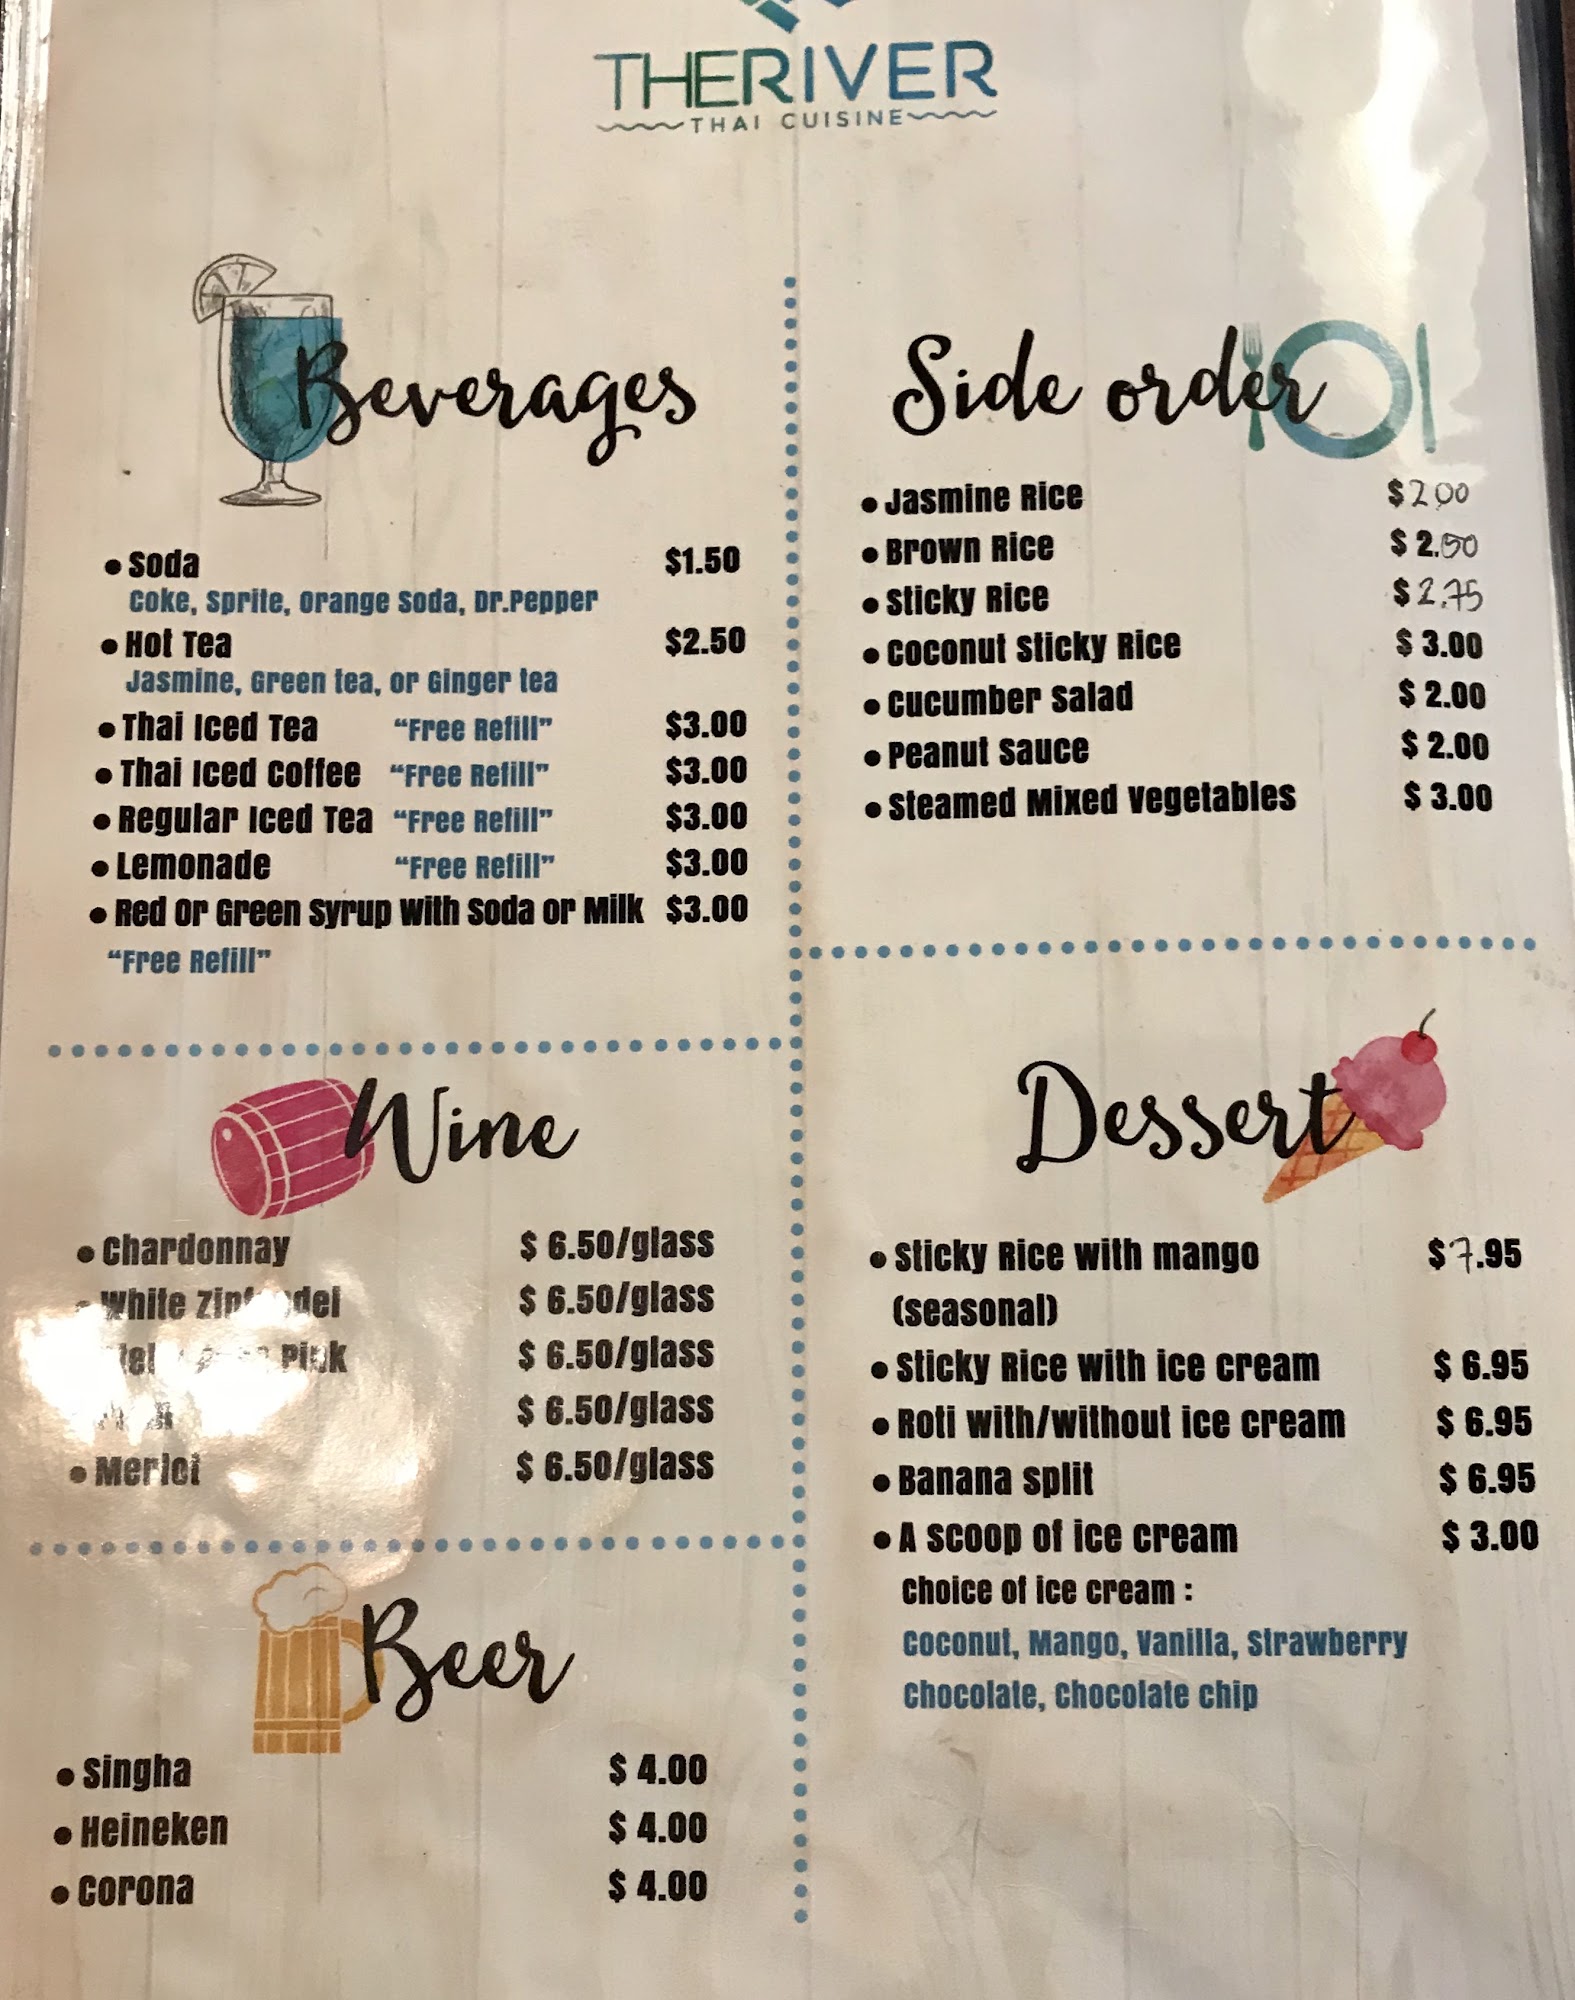 THERIVER
THAI CUISINE
Beverages
• Soda $1.50
Coke, Sprite, Orange Soda, Dr.Pepper
• Hot Tea $2.50
Jasmine, Green tea, or Ginger tea
• Thai Iced Tea “Free Refill” $3.00
• Thai Iced Coffee “Free Refill” $3.00
• Regular Iced Tea “Free Refill” $3.00
• Lemonade “Free Refill” $3.00
• Red Or Green Syrup With Soda or Milk $3.00
“Free Refill”
Wine
• Chardonnay $ 6.50/glass
White $ 6.50/glass
Pink $ 6.50/glass
$ 6.50/glass
• Merlot $ 6.50/glass
Beer
• Singha $ 4.00
• Heineken $ 4.00
• Corona $ 4.00
Side order
• Jasmine Rice $2.00
• Brown Rice $ 2.50
• Sticky Rice $ 2.75
• Coconut Sticky Rice $ 3.00
• Cucumber Salad $ 2.00
• Peanut Sauce $ 2.00
• Steamed Mixed Vegetables $ 3.00
Dessert
• Sticky Rice with mango $7.95
(seasonal)
• Sticky Rice with ice cream $ 6.95
• Roti with/without ice cream $ 6.95
• Banana split $ 6.95
• A scoop of ice cream $ 3.00
Choice of ice cream :
Coconut, Mango, Vanilla, Strawberry
Chocolate, Chocolate chip